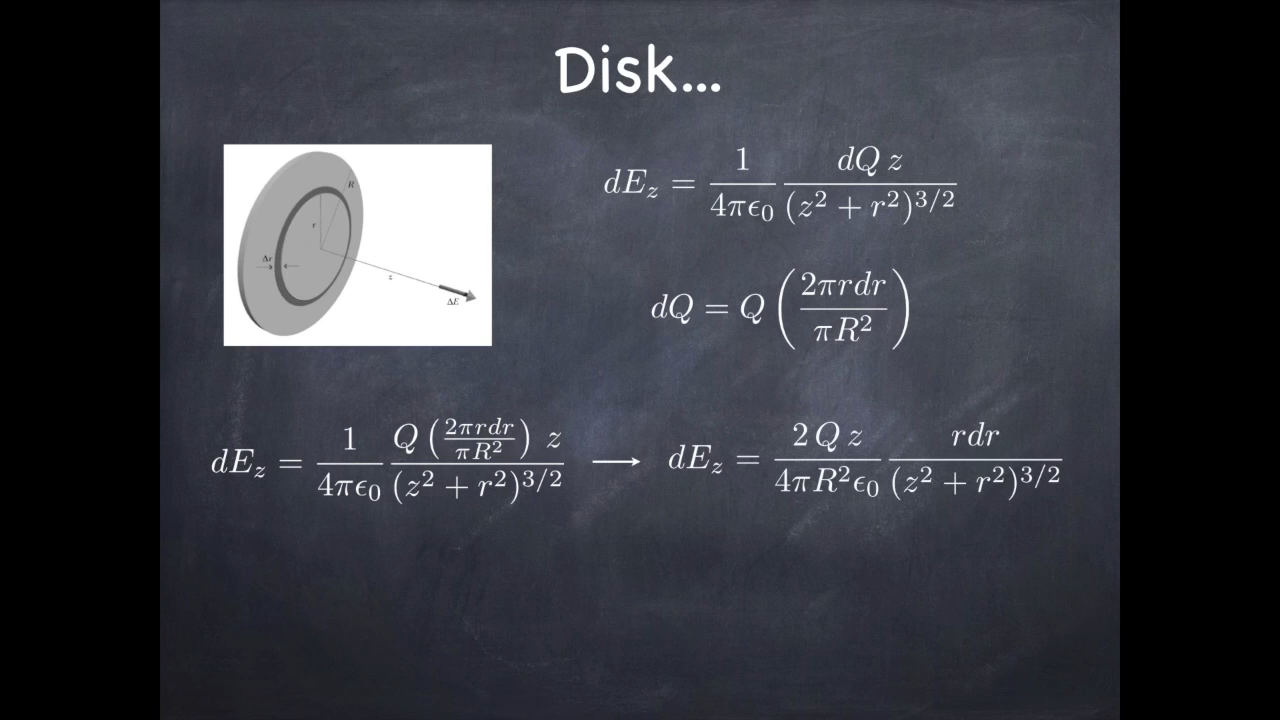 Disk...
R
r
Δr
z
ΔE
dE_z = \frac{1}{4\pi\epsilon_0} \frac{dQ\, z}{(z^2 + r^2)^{3/2}}
dQ = Q \left( \frac{2\pi r dr}{\pi R^2} \right)
dE_z = \frac{1}{4\pi\epsilon_0} \frac{Q \left( \frac{2\pi r dr}{\pi R^2} \right) z}{(z^2 + r^2)^{3/2}} \longrightarrow dE_z = \frac{2\, Q\, z}{4\pi R^2 \epsilon_0} \frac{r dr}{(z^2 + r^2)^{3/2}}